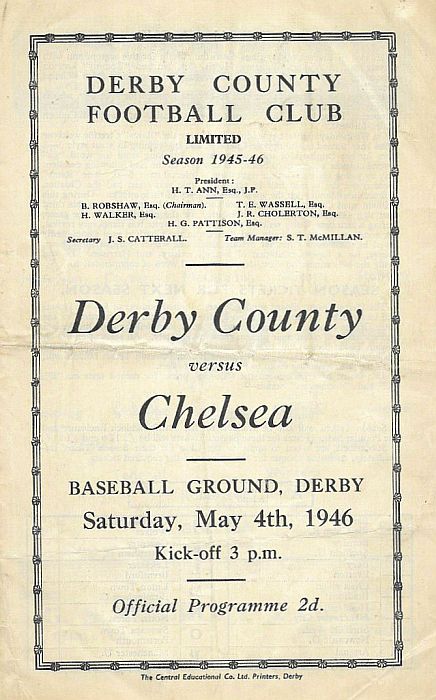 DERBY COUNTY
FOOTBALL CLUB
LIMITED
Season 1945-46
President :
H. T. ANN, Esq., J.P.
B. ROBSHAW, Esq. (Chairman). T. E. WASSELL, Esq.
H. WALKER, Esq. J. R. CHOLERTON, Esq.
H. G. PATTISON, Esq.
Secretary J. S. CATTERALL. Team Manager: S. T. McMILLAN.
Derby County
versus
Chelsea
BASEBALL GROUND, DERBY
Saturday, May 4th, 1946
Kick-off 3 p.m.
Official Programme 2d.
The Central Educational Co. Ltd. Printers, Derby